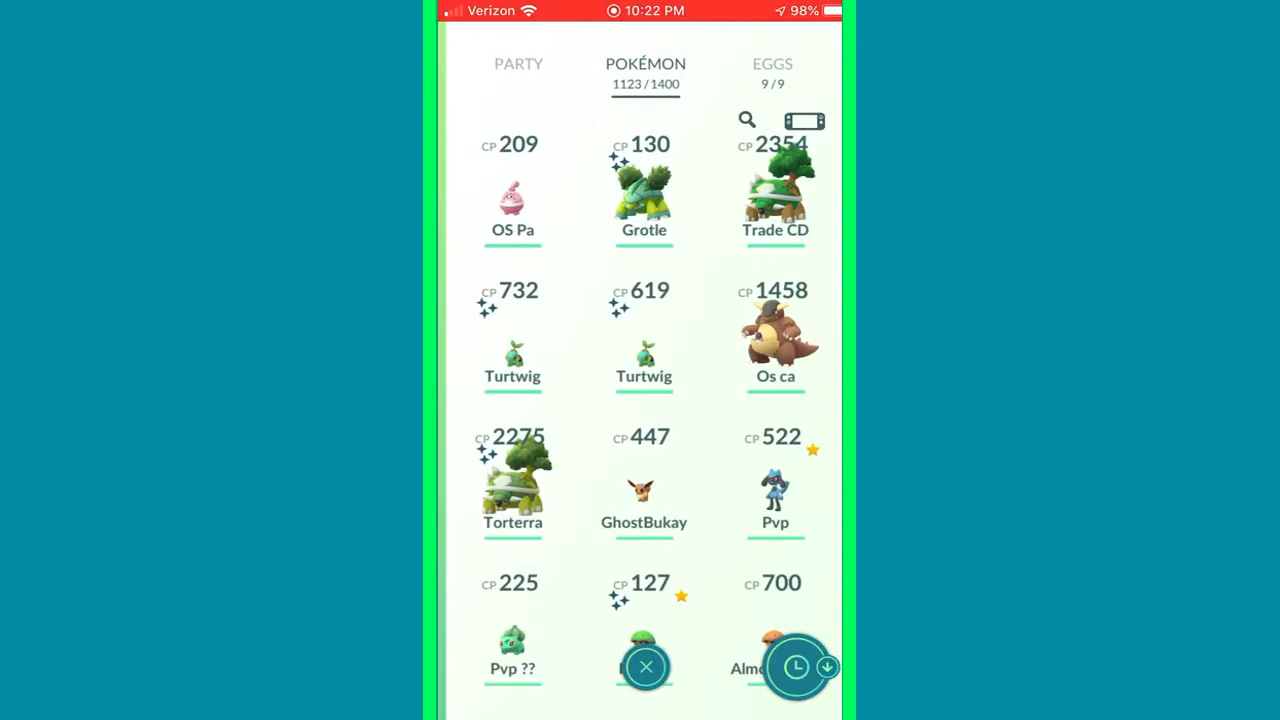 Verizon 10:22 PM 98%
PARTY POKÉMON EGGS
1123 / 1400 9 / 9
CP 209 CP 130 CP 2354
OS Pa Grotle Trade CD
CP 732 CP 619 CP 1458
Turtwig Turtwig Os ca
CP 2275 CP 447 CP 522
Torterra GhostBukay Pvp
CP 225 CP 127 CP 700
Pvp ??